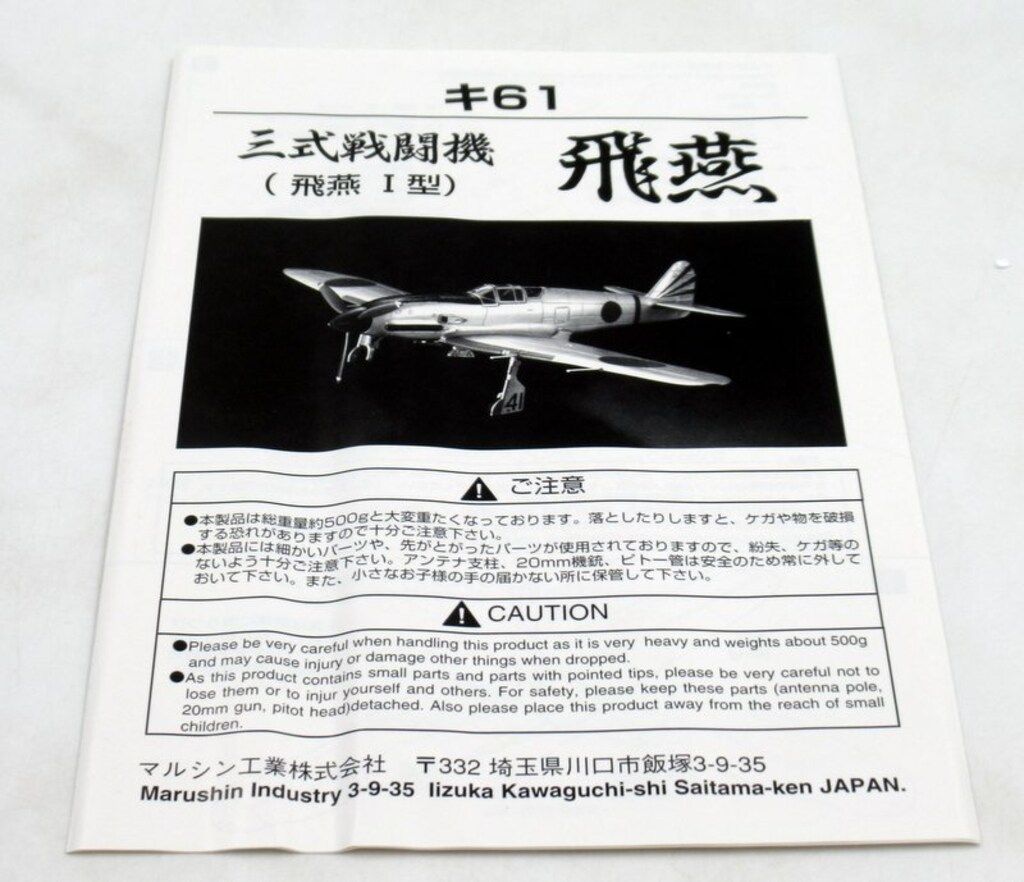 キ61
三式戦闘機 飛燕
(飛燕 I 型)
41
ご注意
●本製品は総重量約500gと大変重たくなっております。落としたりしますと、ケガや物を破損
する恐れがありますので十分ご注意下さい。
●本製品には細かいパーツや、先がとがったパーツが使用されておりますので、紛失、ケガ等の
ないよう十分ご注意下さい。アンテナ支柱、20mm機銃、ピトー管は安全のため常に外して
おいて下さい。また、小さなお子様の手の届かない所に保管して下さい。
CAUTION
●Please be very careful when handling this product as it is very heavy and weights about 500g
and may cause injury or damage other things when dropped.
●As this product contains small parts and parts with pointed tips, please be very careful not to
lose them or to injur yourself and others. For safety, please keep these parts (antenna pole,
20mm gun, pitot head)detached. Also please place this product away from the reach of small
children.
マルシン工業株式会社 〒332 埼玉県川口市飯塚3-9-35
Marushin Industry 3-9-35 Iizuka Kawaguchi-shi Saitama-ken JAPAN.